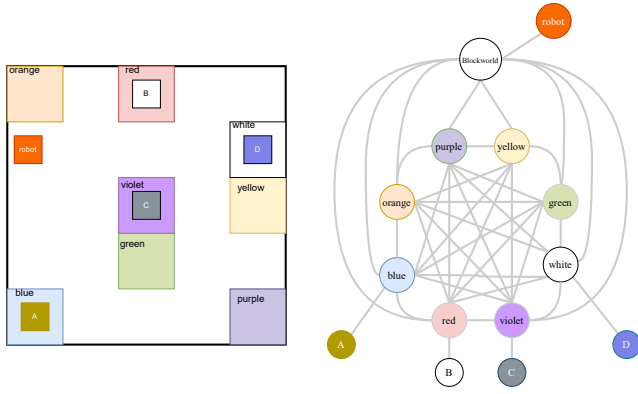 orange
red
B
robot
white
D
violet
C
yellow
green
blue
A
purple
robot
Blockworld
purple
yellow
orange
green
blue
white
red
violet
A
B
C
D